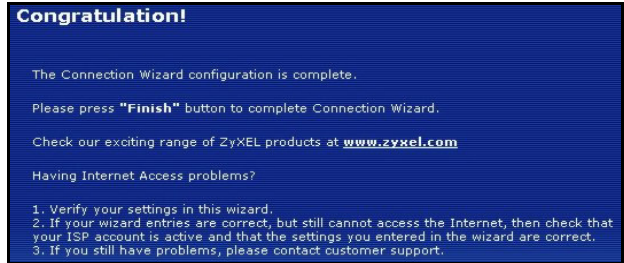 Congratulation!
The Connection Wizard configuration is complete.
Please press "Finish" button to complete Connection Wizard.
Check our exciting range of ZyXEL products at www.zyxel.com
Having Internet Access problems?
1. Verify your settings in this wizard.
2. If your wizard entries are correct, but still cannot access the Internet, then check that
your ISP account is active and that the settings you entered in the wizard are correct.
3. If you still have problems, please contact customer support.